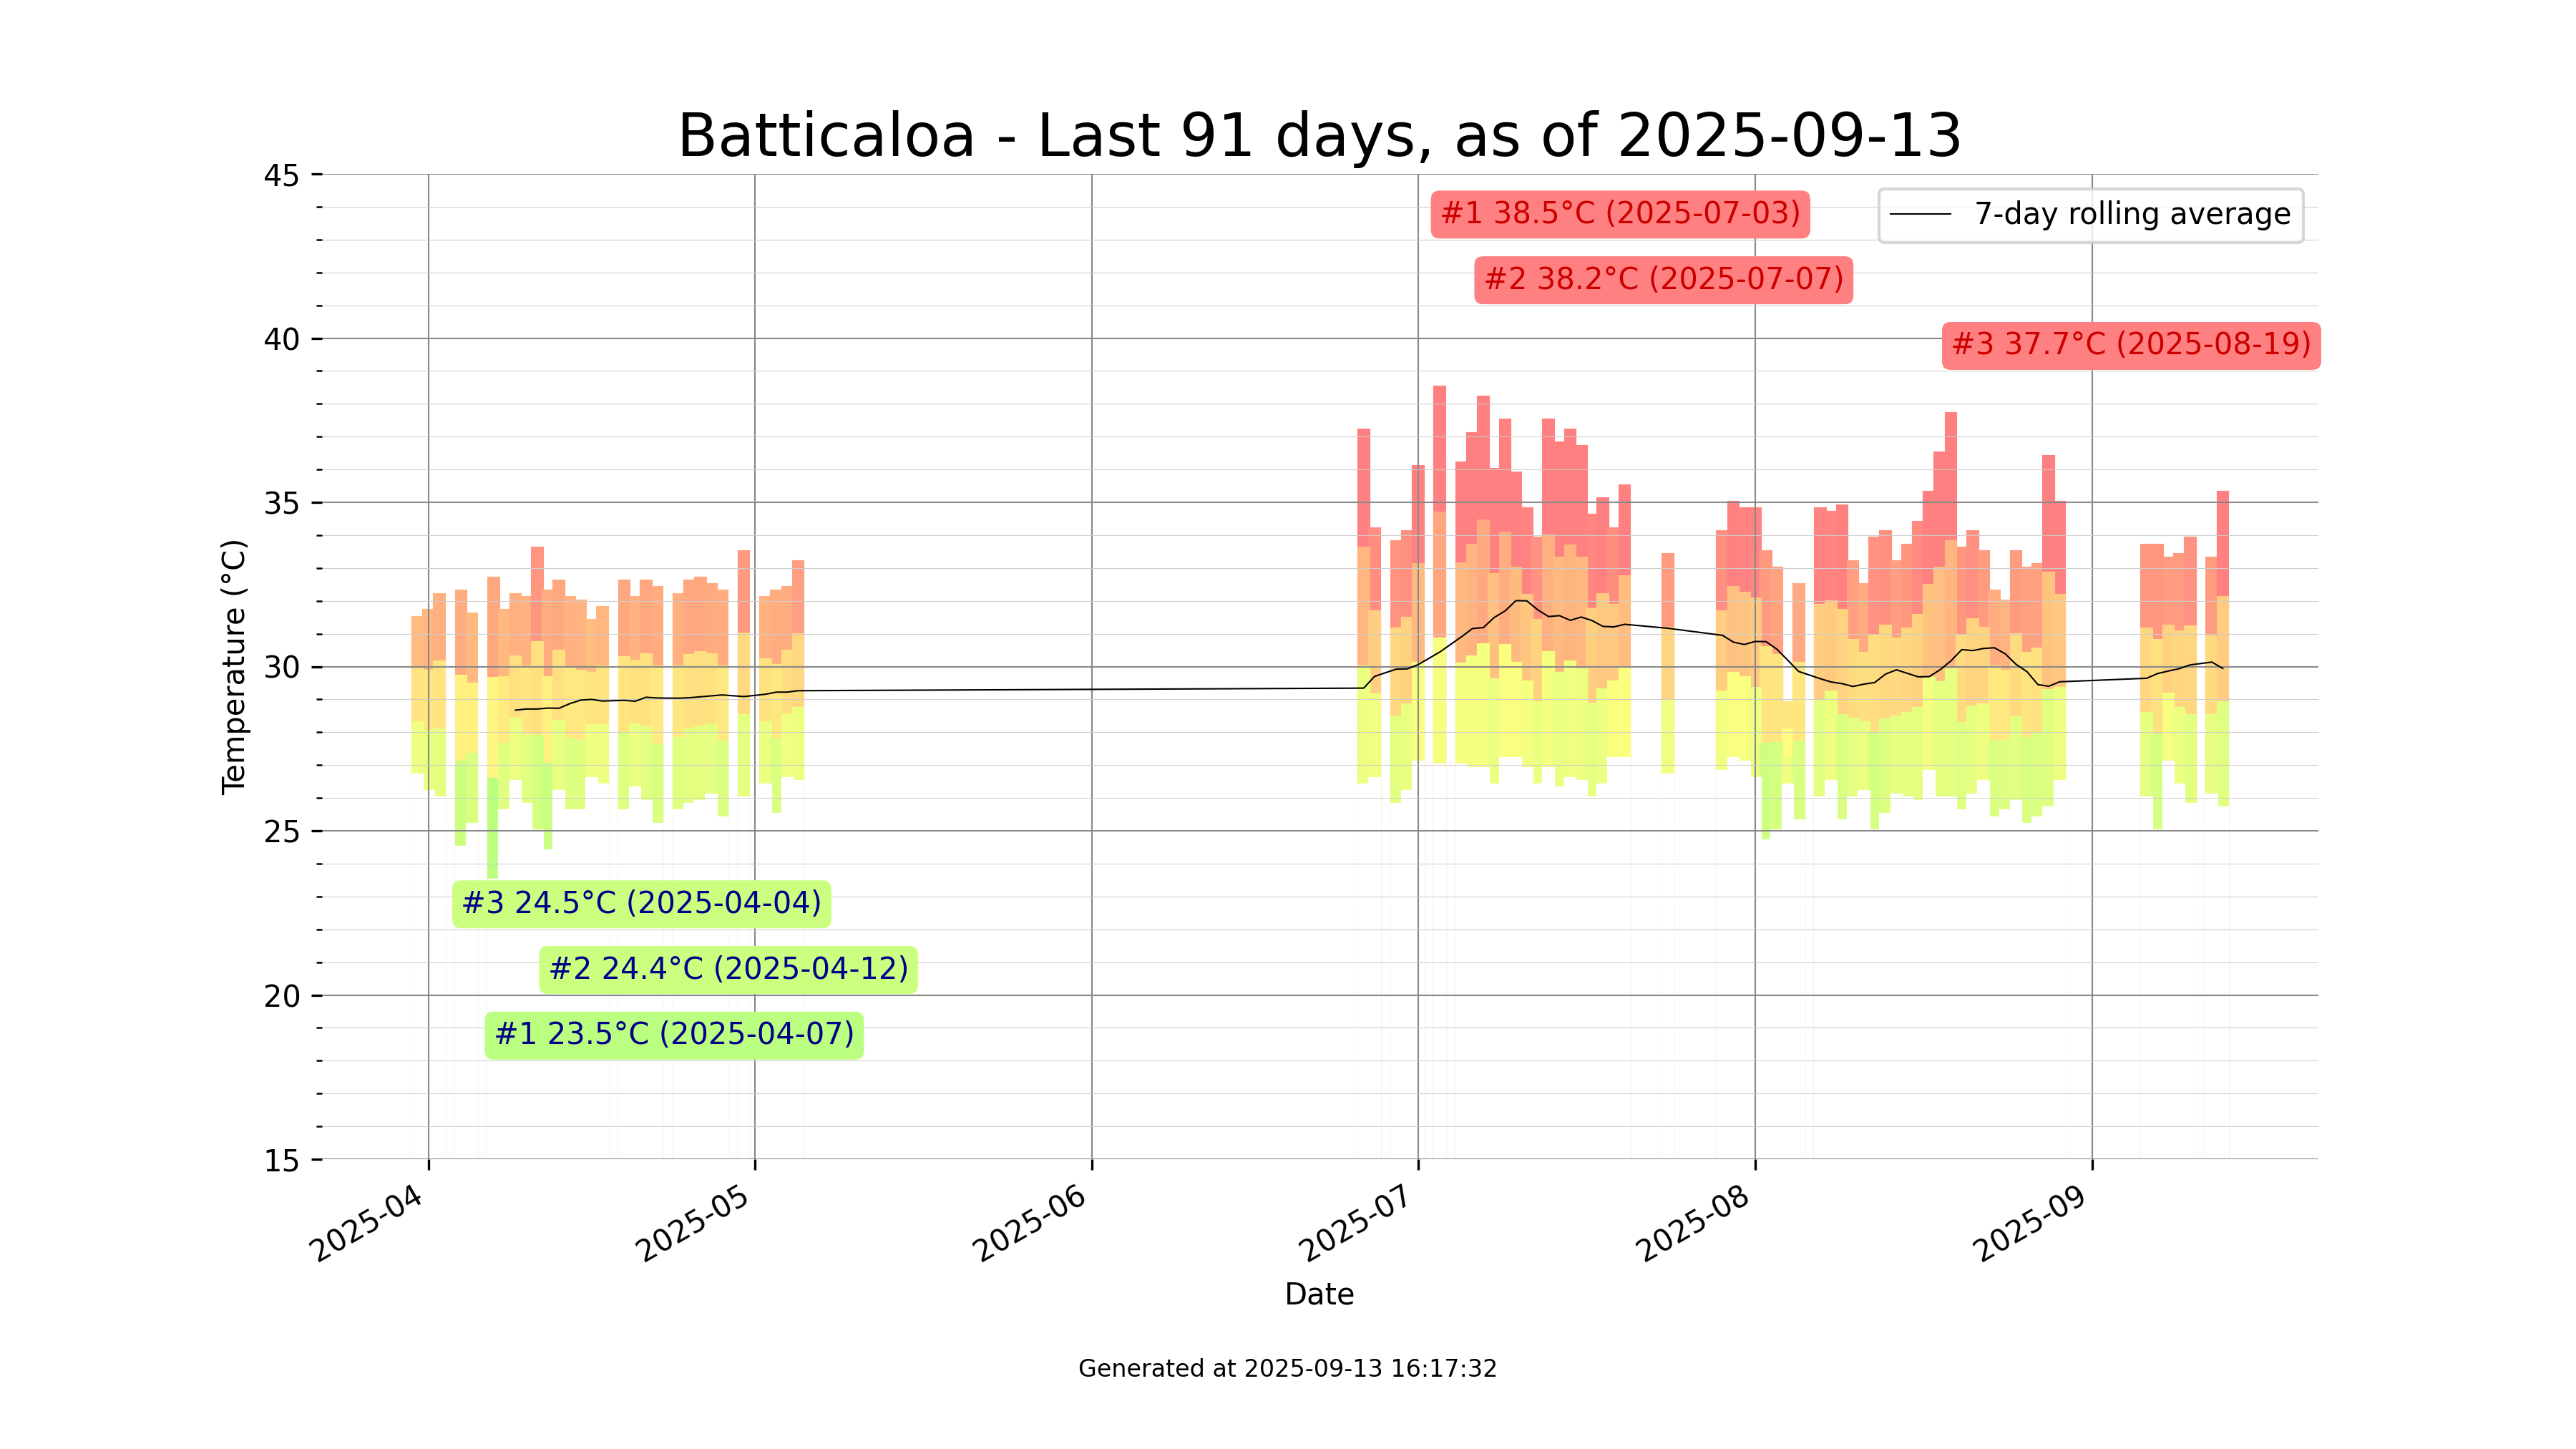 Batticaloa - Last 91 days, as of 2025-09-13
45
40
35
30
25
20
15
Temperature (°C)
#1 38.5°C (2025-07-03)
#2 38.2°C (2025-07-07)
#3 37.7°C (2025-08-19)
7-day rolling average
#3 24.5°C (2025-04-04)
#2 24.4°C (2025-04-12)
#1 23.5°C (2025-04-07)
2025-04
2025-05
2025-06
2025-07
2025-08
2025-09
Date
Generated at 2025-09-13 16:17:32